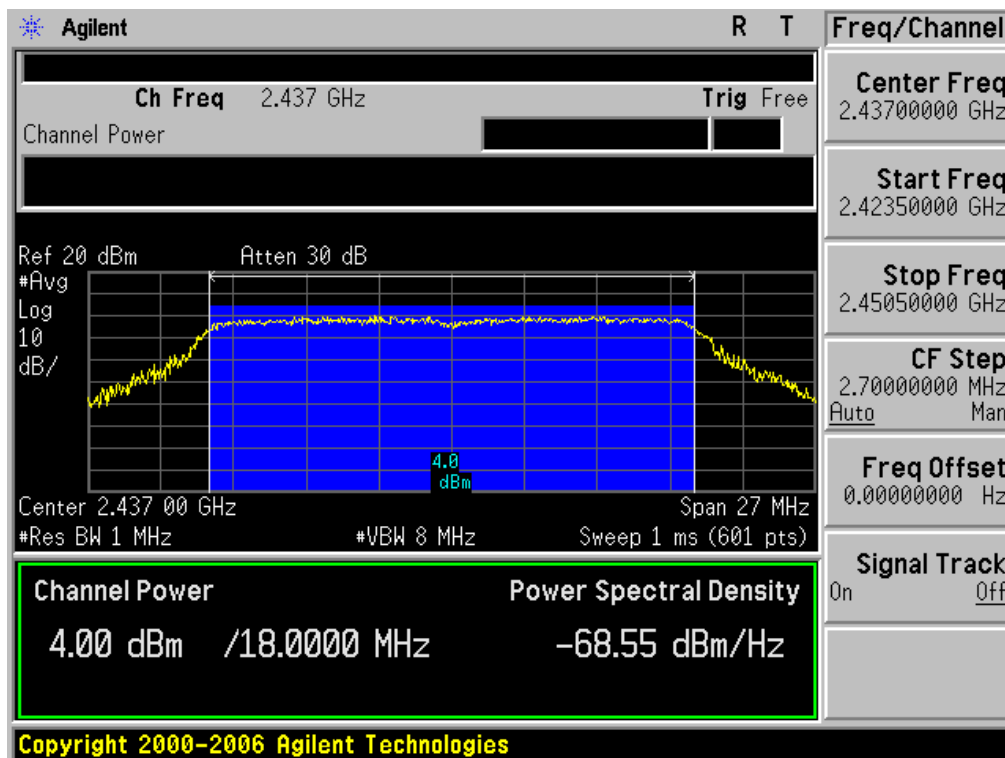 Agilent R T Freq/Channel
Ch Freq 2.437 GHz Trig Free
Channel Power
Center Freq
2.43700000 GHz
Start Freq
2.42350000 GHz
Stop Freq
2.45050000 GHz
CF Step
2.70000000 MHz
Auto Man
Freq Offset
0.00000000 Hz
Signal Track
On Off
Ref 20 dBm Atten 30 dB
#Avg
Log
10
dB/
4.0
dBm
Center 2.437 00 GHz Span 27 MHz
#Res BW 1 MHz #VBW 8 MHz Sweep 1 ms (601 pts)
Channel Power Power Spectral Density
4.00 dBm /18.0000 MHz -68.55 dBm/Hz
Copyright 2000-2006 Agilent Technologies